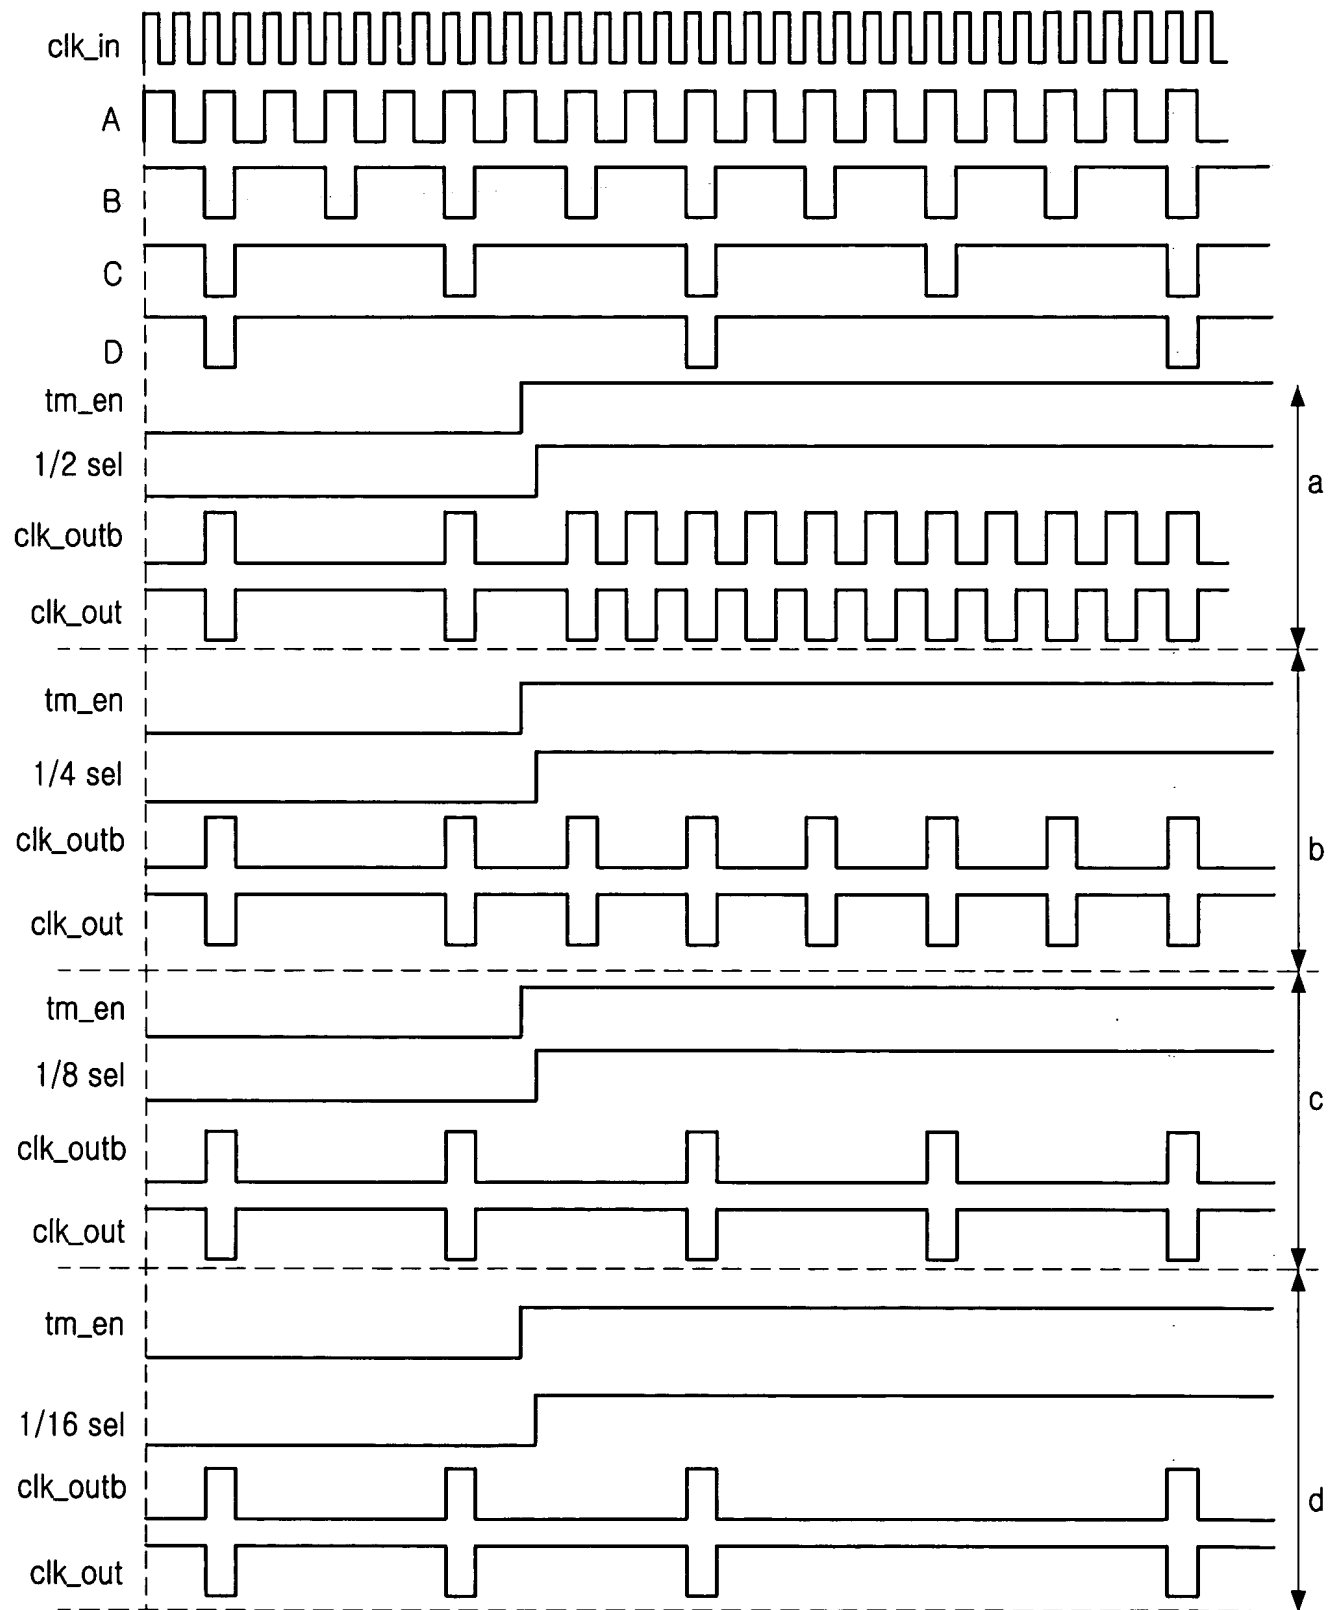 clk_in
A
B
C
D
tm_en
1/2 sel
a
clk_outb
clk_out
tm_en
1/4 sel
clk_outb
b
clk_out
tm_en
1/8 sel
c
clk_outb
clk_out
tm_en
1/16 sel
clk_outb
d
clk_out